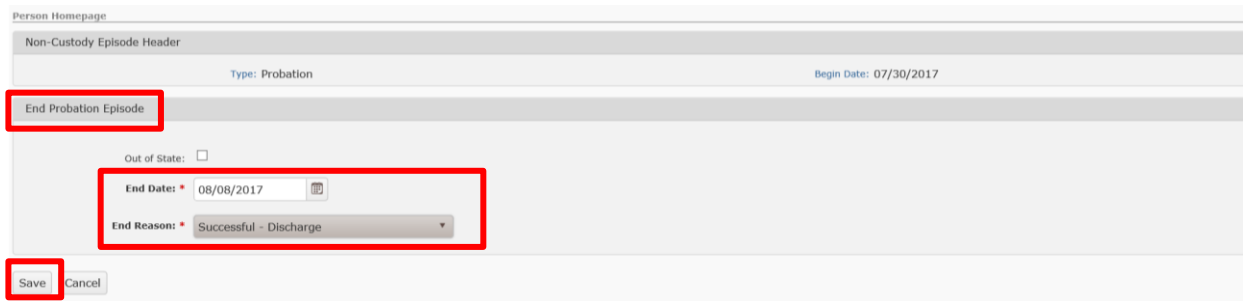 Person Homepage
Non-Custody Episode Header
Type: Probation Begin Date: 07/30/2017
End Probation Episode
Out of State:
End Date: * 08/08/2017
End Reason: * Successful - Discharge
Save Cancel